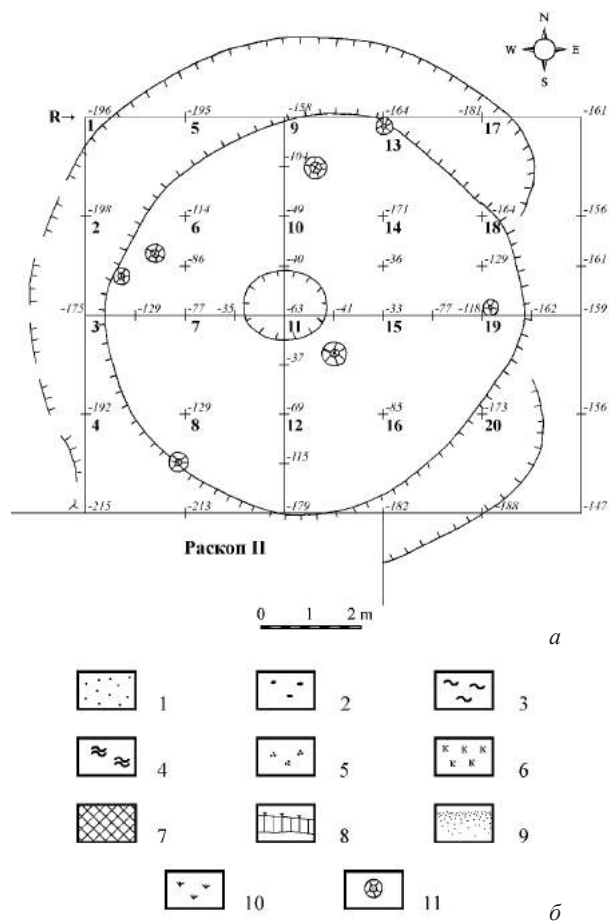 N
W E
S
-196 -195 -158 -164 -181 -161
R→
1 5 9 13 17
-104
-198 -114 -49 -171 -164 -156
2 6 10 14 18
-86 -40 -36 -129 -161
-175 -129 -77 -35 -63 -41 -33 -77 -118 -162 -159
3 7 11 15 19
-37
-192 -129 -69 -85 -173 -156
4 8 12 16 20
-115
-215 -213 -179 -182 -188 -147
Раскоп II
0 1 2 m
а
1 2 3
4 5 К К К К К 6
7 8 9
10 11 б